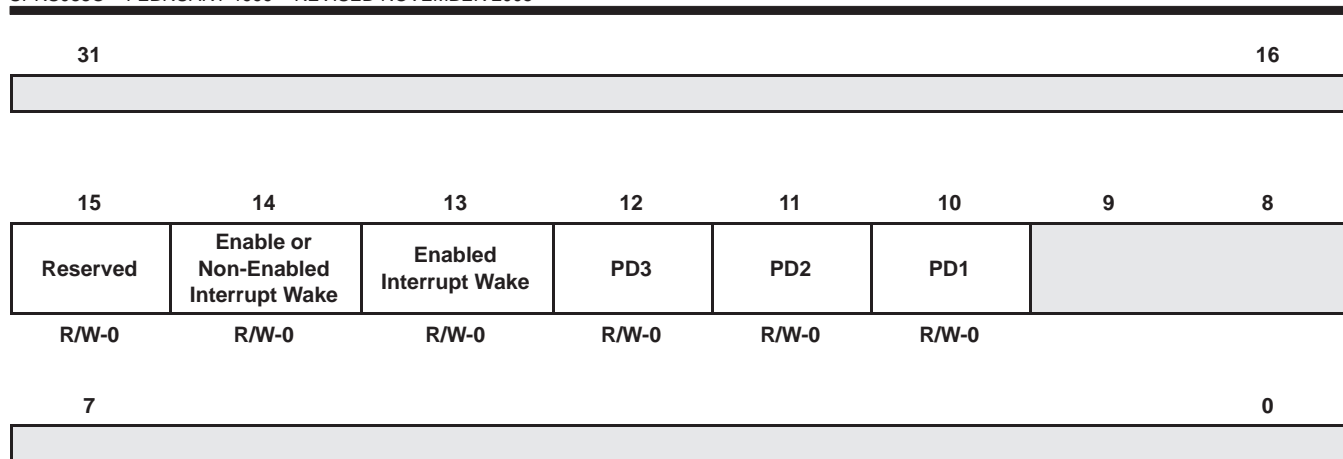 31 16
15 14 13 12 11 10 9 8
Reserved
Enable or
Non-Enabled
Interrupt Wake
Enabled
Interrupt Wake
PD3
PD2
PD1
R/W-0 R/W-0 R/W-0 R/W-0 R/W-0 R/W-0
7 0